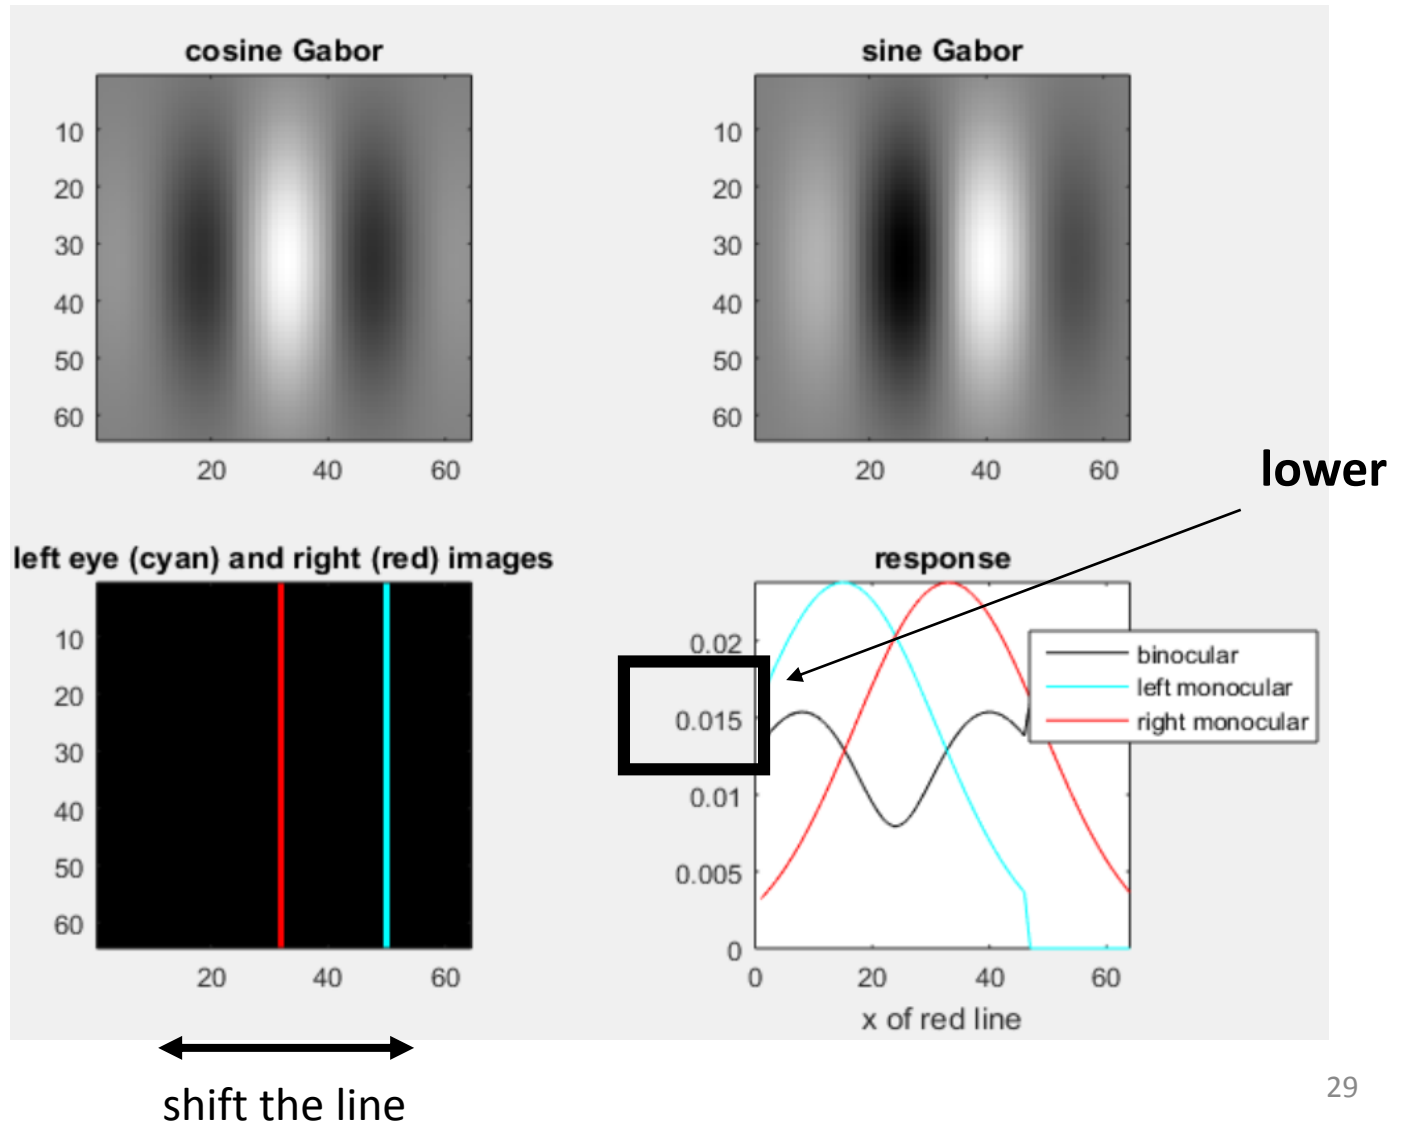 cosine Gabor
10
20
30
40
50
60
20 40 60
sine Gabor
10
20
30
40
50
60
20 40 60
lower
left eye (cyan) and right (red) images
10
20
30
40
50
60
20 40 60
shift the line
response
0.02
0.015
0.01
0.005
0
0 20 40 60
x of red line
binocular
left monocular
right monocular
29